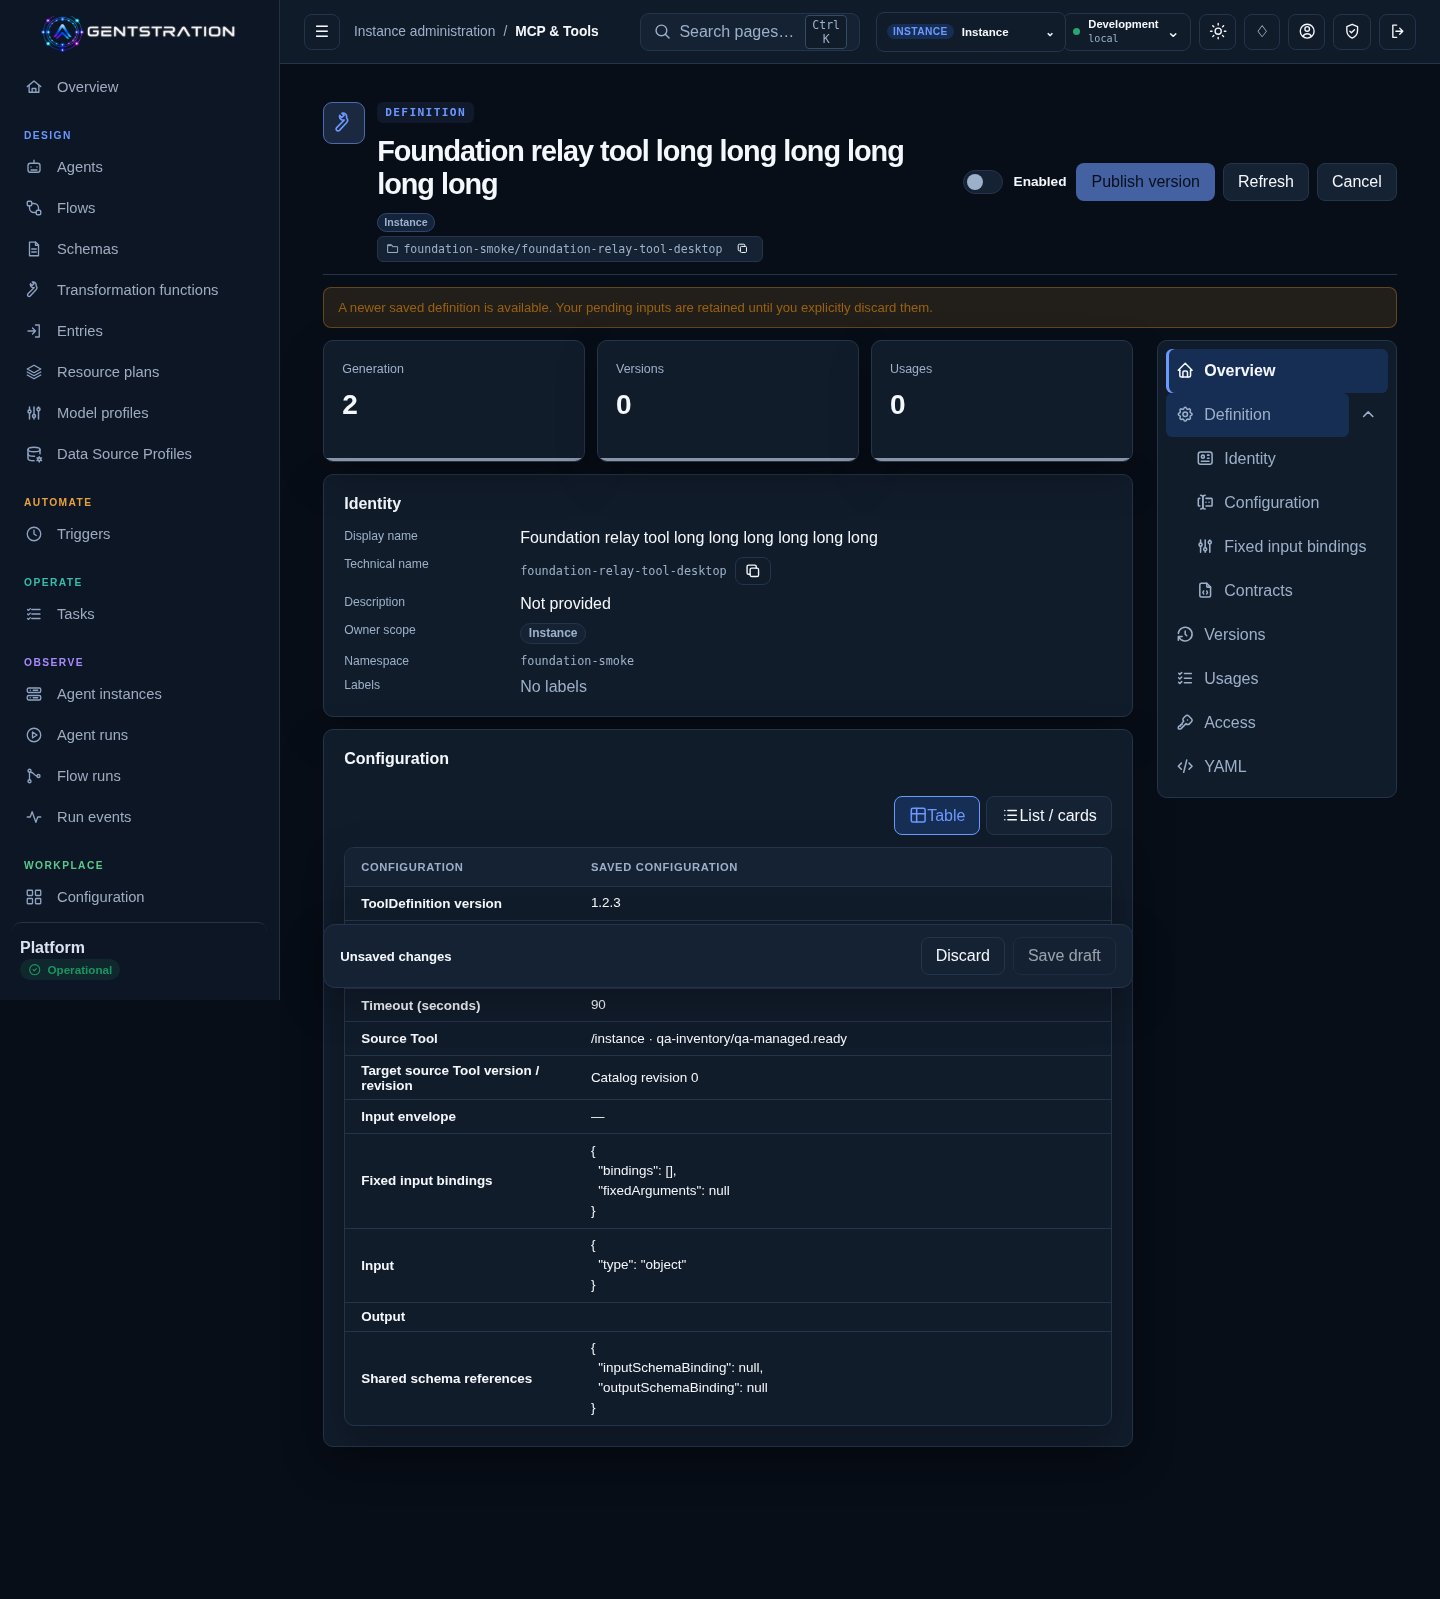 GENTSTRATION
Overview
DESIGN
Agents
Flows
Schemas
Transformation functions
Entries
Resource plans
Model profiles
Data Source Profiles
AUTOMATE
Triggers
OPERATE
Tasks
OBSERVE
Agent instances
Agent runs
Flow runs
Run events
WORKPLACE
Configuration
Platform
Operational
☰ Instance administration / MCP & Tools
Search pages… Ctrl K
INSTANCE Instance
Development
local
DEFINITION
Foundation relay tool long long long long
long long
Instance
foundation-smoke/foundation-relay-tool-desktop
Enabled Publish version Refresh Cancel
A newer saved definition is available. Your pending inputs are retained until you explicitly discard them.
Generation
2
Versions
0
Usages
0
Identity
Display name Foundation relay tool long long long long long long
Technical name foundation-relay-tool-desktop
Description Not provided
Owner scope Instance
Namespace foundation-smoke
Labels No labels
Configuration
Table List / cards
CONFIGURATION SAVED CONFIGURATION
ToolDefinition version 1.2.3
Unsaved changes Discard Save draft
Timeout (seconds) 90
Source Tool /instance · qa-inventory/qa-managed.ready
Target source Tool version /
revision
Catalog revision 0
Input envelope —
Fixed input bindings
{
"bindings": [],
"fixedArguments": null
}
Input
{
"type": "object"
}
Output
Shared schema references
{
"inputSchemaBinding": null,
"outputSchemaBinding": null
}
Overview
Definition
Identity
Configuration
Fixed input bindings
Contracts
Versions
Usages
Access
YAML